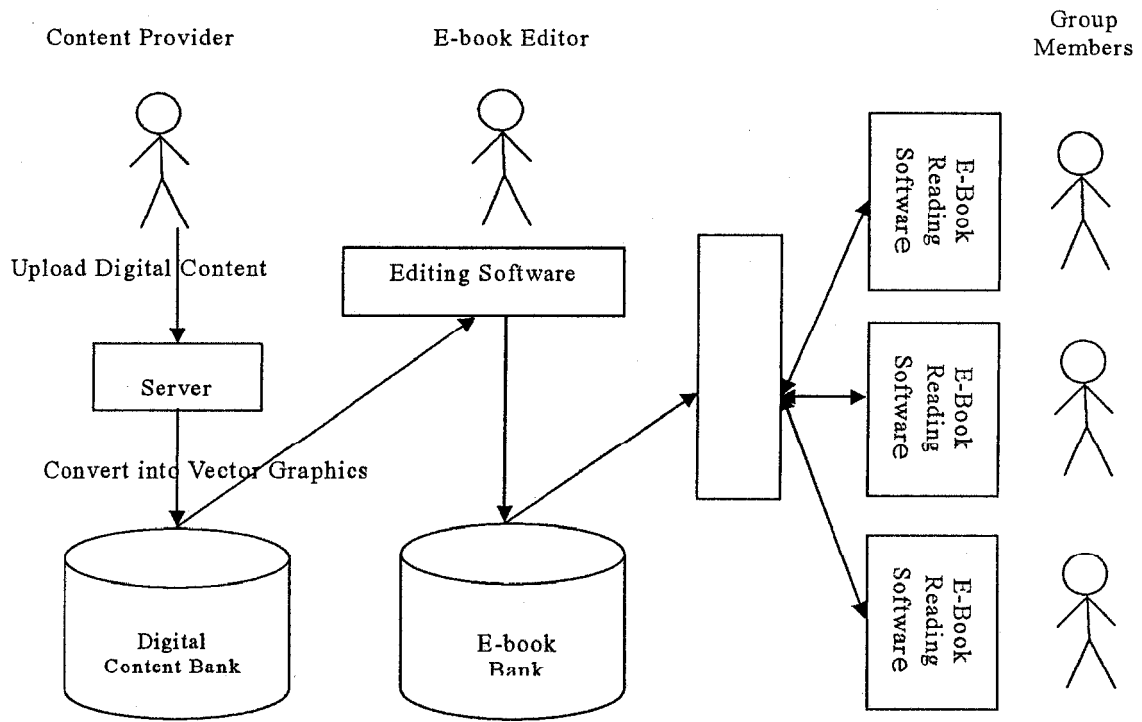 Content Provider
E-book Editor
Group
Members
Upload Digital Content
Editing Software
Server
Convert into Vector Graphics
Digital
Content Bank
E-book
Bank
E-Book
Reading
Software
E-Book
Reading
Software
E-Book
Reading
Software